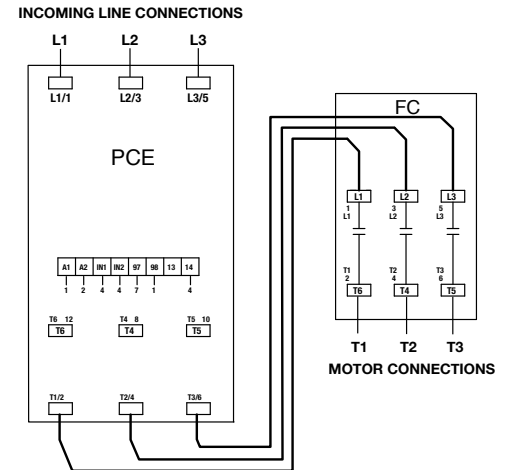 INCOMING LINE CONNECTIONS
L1 L2 L3
L1/1 L2/3 L3/5
PCE
A1 A2 IN1 IN2 97 98 13 14
1 2 4 4 7 1 4
T6 12 T4 8 T5 10
T6 T4 T5
T1/2 T2/4 T3/6
FC
L1 L2 L3
1 3 5
L1 L2 L3
T1 T2 T3
2 4 6
T6 T4 T5
T1 T2 T3
MOTOR CONNECTIONS